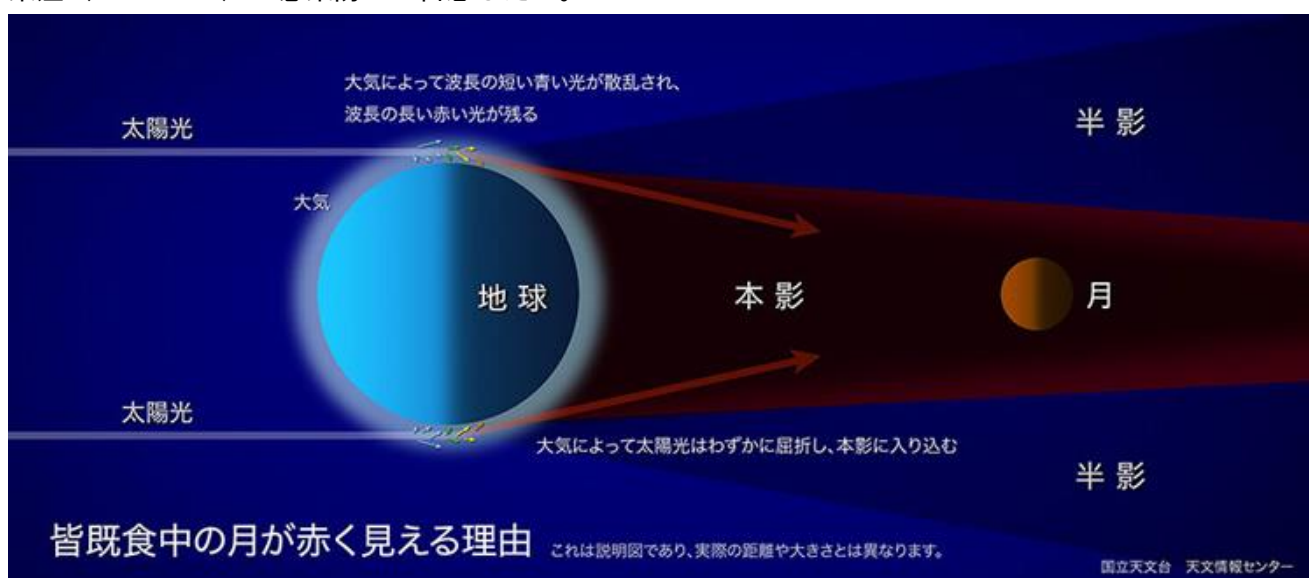 大気によって波長の短い青い光が散乱され、
波長の長い赤い光が残る
太陽光
半影
大気
地球
本影
月
太陽光
大気によって太陽光はわずかに屈折し、本影に入り込む
半影
皆既食中の月が赤く見える理由
これは説明図であり、実際の距離や大きさとは異なります。
国立天文台 天文情報センター